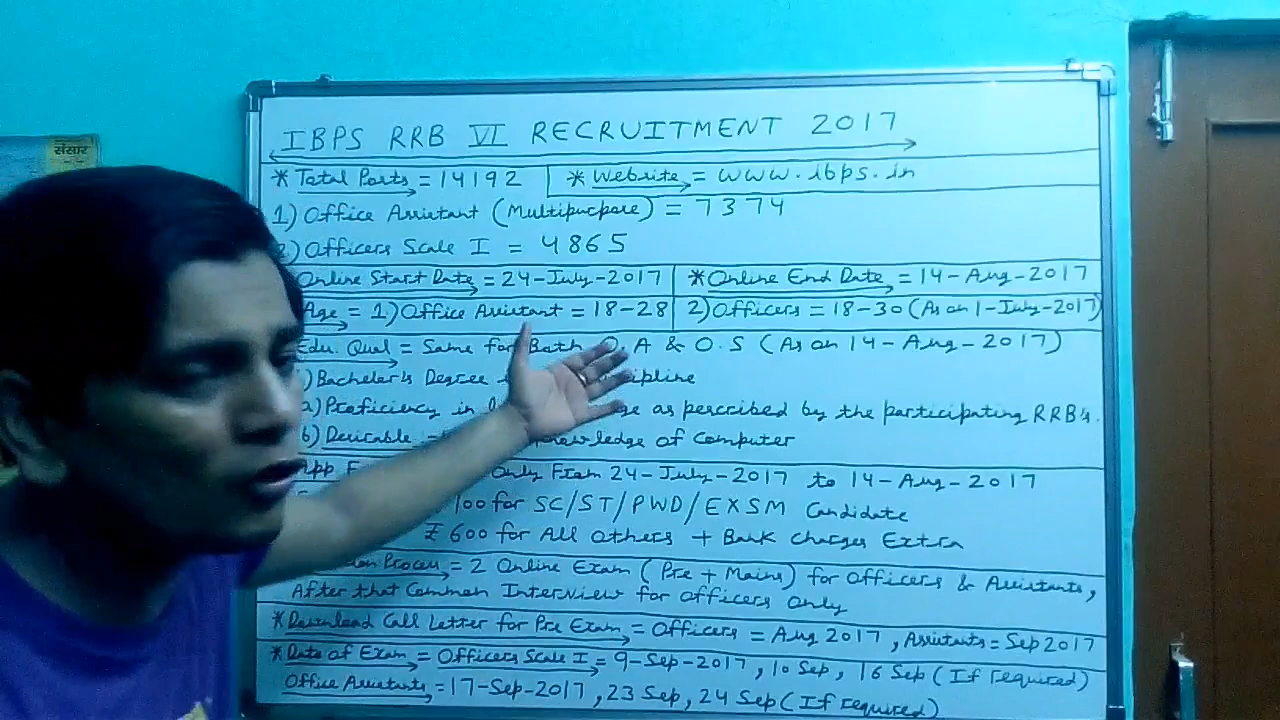 संसार
IBPS RRB VI RECRUITMENT 2017
* Total Posts = 14192 * Website = www.ibps.in
1) Office Assistant (Multipurpose) = 7374
2) Officers Scale I = 4865
Online Start Date = 24-July-2017 * Online End Date = 14-Aug-2017
Age = 1) Office Assistant = 18-28 2) Officers = 18-30 (As on 1-July-2017)
Edu. Qual = Same for Both O.A & O.S (As on 14-Aug-2017)
) Bachelor's Degree
a) Proficiency in as pescribed by the participating RRB's.
b) Desirable = knowledge of Computer
App Only From 24-July-2017 to 14-Aug-2017
100 for SC/ST/PWD/EXSM Candidate
₹ 600 for All Others + Bank Charges Extra
Process = 2 Online Exam (Pre + Mains) for Officers & Assistants,
After that Common Interview for Officers Only
* Download Call Letter for Pre Exam = Officers = Aug 2017, Assistants = Sep 2017
* Date of Exam = Officers Scale I = 9-Sep-2017, 10 Sep, 16 Sep (If required)
Office Assistants = 17-Sep-2017, 23 Sep, 24 Sep (If required)